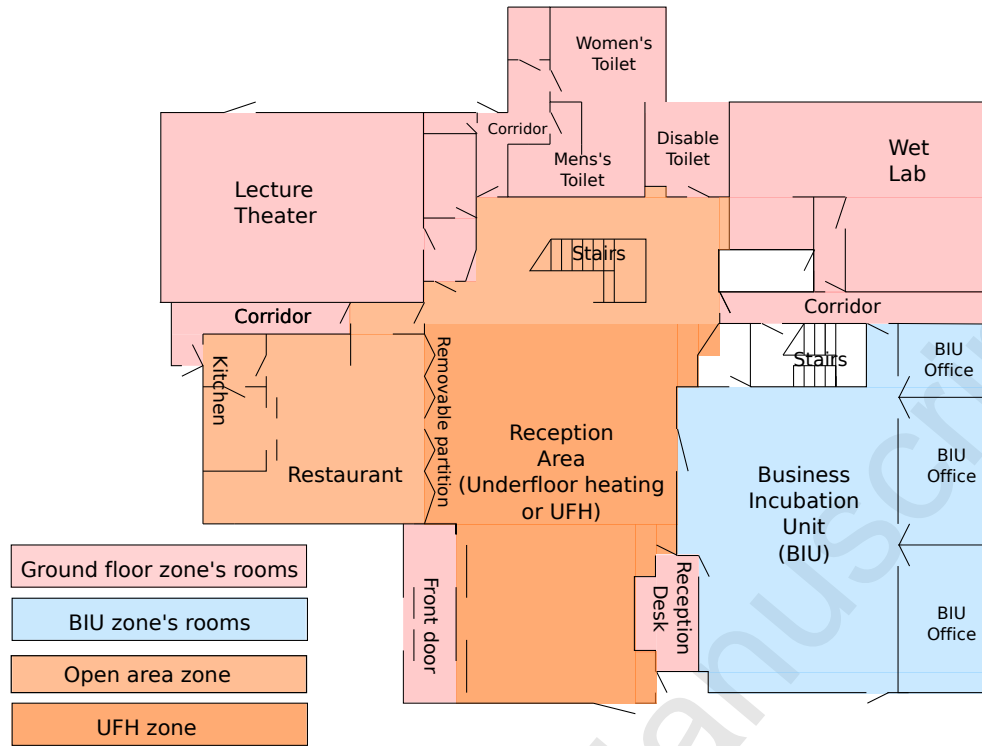 Women's
Toilet
Corridor
Mens's
Toilet
Disable
Toilet
Wet
Lab
Lecture
Theater
Stairs
Corridor
Corridor
Kitchen
Removable partition
Stairs
BIU
Office
Reception
Area
(Underfloor heating
or UFH)
Restaurant
Business
Incubation
Unit
(BIU)
BIU
Office
Front door
Reception
Desk
BIU
Office
Ground floor zone's rooms
BIU zone's rooms
Open area zone
UFH zone